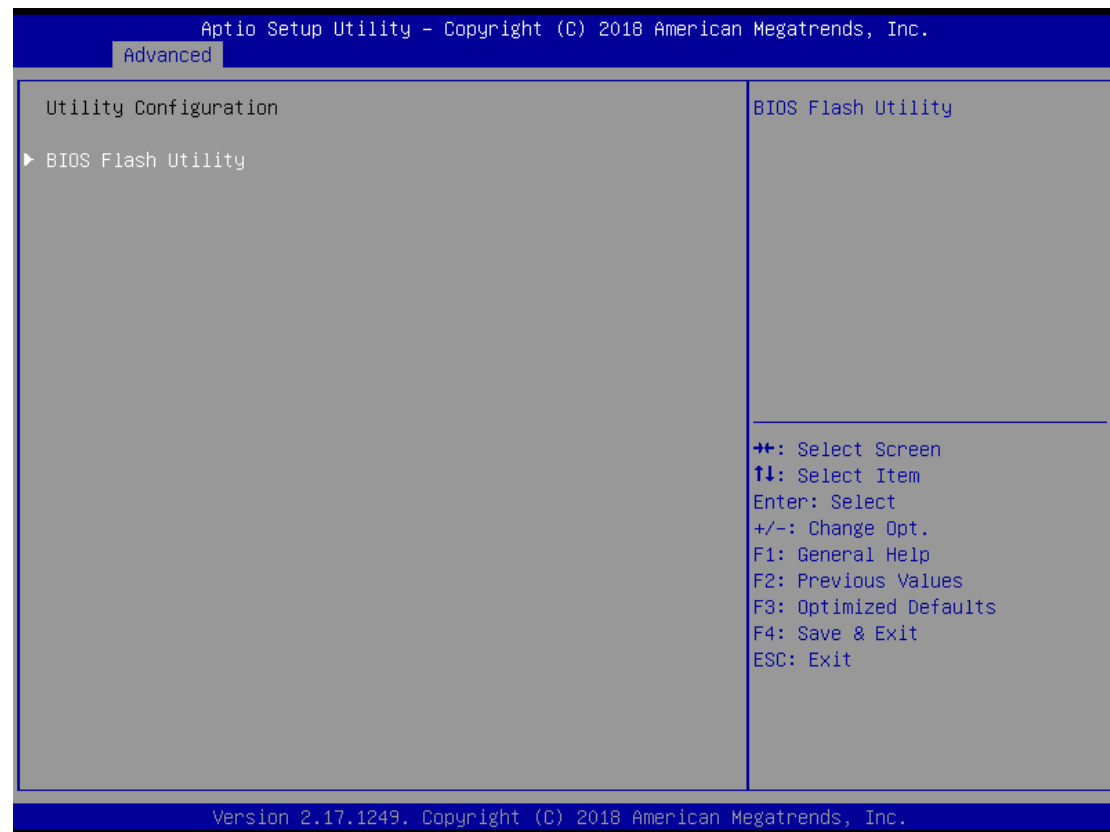 Aptio Setup Utility – Copyright (C) 2018 American Megatrends, Inc.
Advanced
Utility Configuration
▶ BIOS Flash Utility
BIOS Flash Utility
→←: Select Screen
↑↓: Select Item
Enter: Select
+/-: Change Opt.
F1: General Help
F2: Previous Values
F3: Optimized Defaults
F4: Save & Exit
ESC: Exit
Version 2.17.1249. Copyright (C) 2018 American Megatrends, Inc.